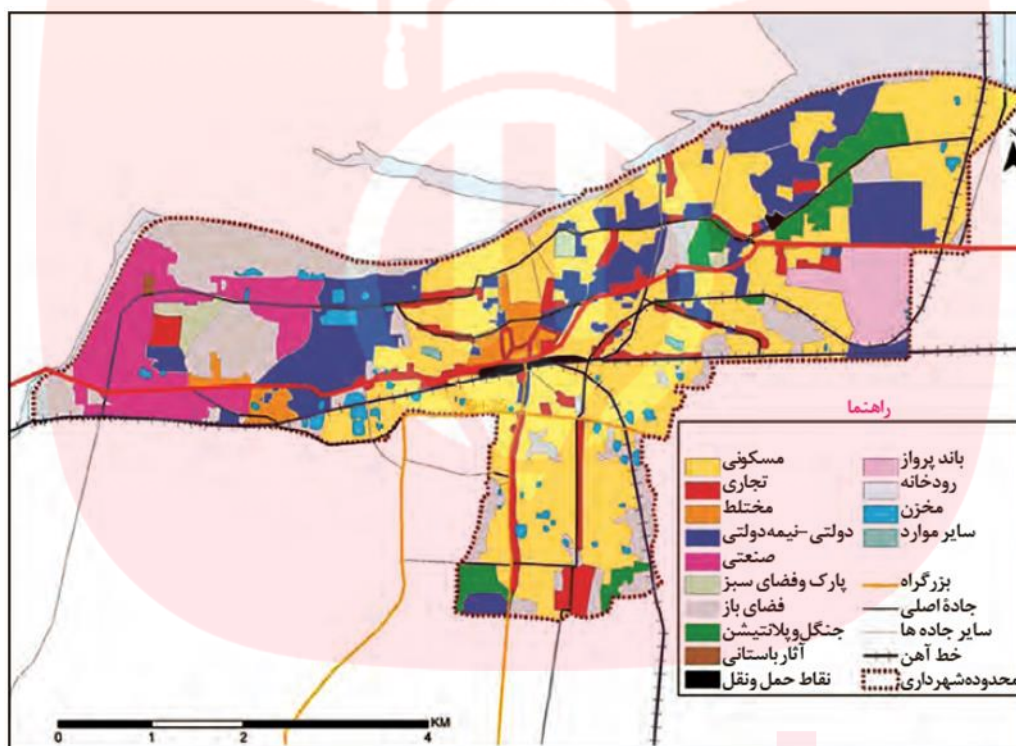 N
راهنما
مسکونی
تجاری
مختلط
دولتی-نیمه‌دولتی
صنعتی
پارک وفضای سبز
فضای باز
جنگل‌وپلانتیشن
آثارباستانی
نقاط حمل ونقل
باند پرواز
رودخانه
مخزن
سایر موارد
بزرگراه
جادهٔ اصلی
سایر جاده ها
خط آهن
محدوده‌شهرداری
KM
0 1 2 4